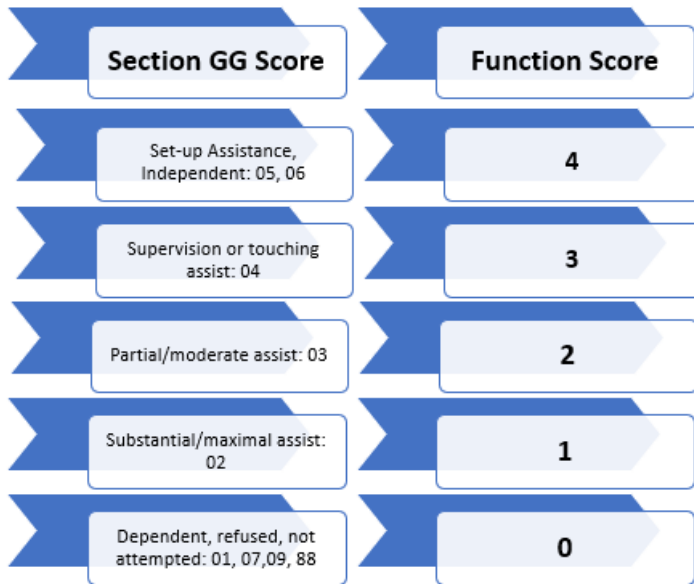 Section GG Score
Function Score
Set-up Assistance,
Independent: 05, 06
4
Supervision or touching
assist: 04
3
Partial/moderate assist: 03
2
Substantial/maximal assist:
02
1
Dependent, refused, not
attempted: 01, 07,09, 88
0